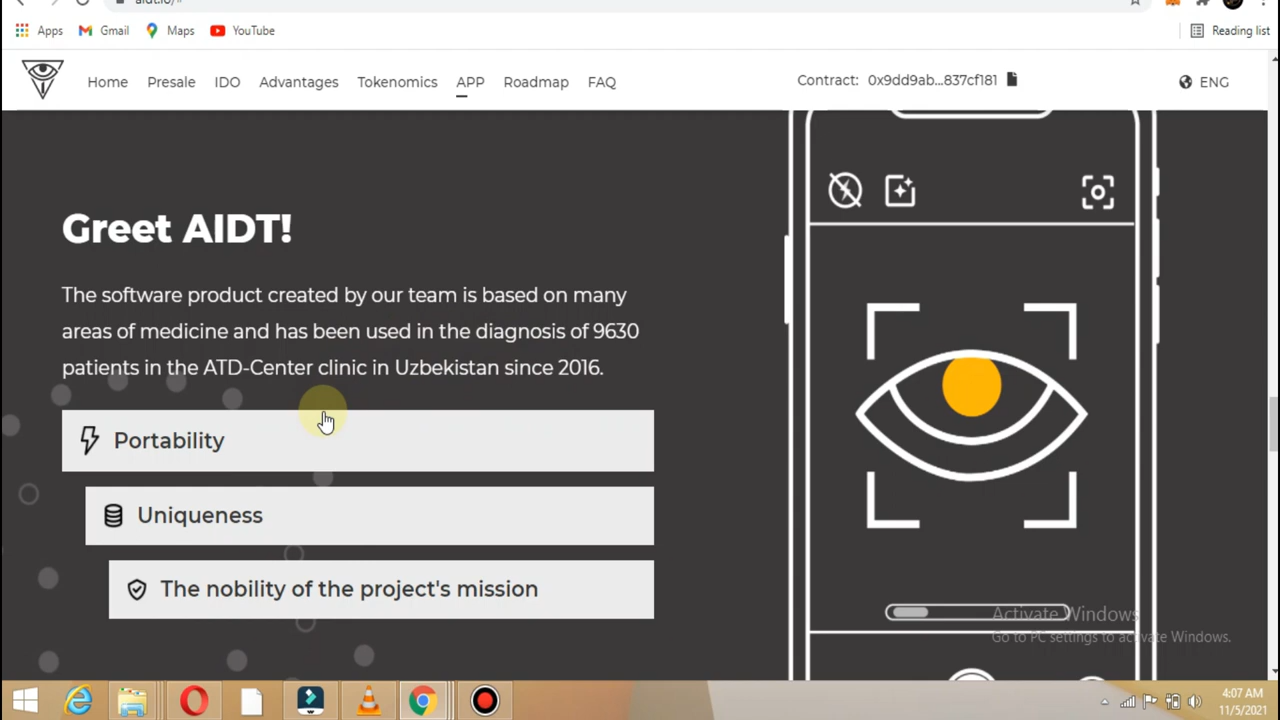 Apps Gmail Maps YouTube Reading list
Home Presale IDO Advantages Tokenomics APP Roadmap FAQ Contract: 0x9dd9ab...837cf181 ENG
Greet AIDT!
The software product created by our team is based on many
areas of medicine and has been used in the diagnosis of 9630
patients in the ATD-Center clinic in Uzbekistan since 2016.
Portability
Uniqueness
The nobility of the project's mission
Activate Windows
Go to PC settings to activate Windows.
4:07 AM
11/5/2021